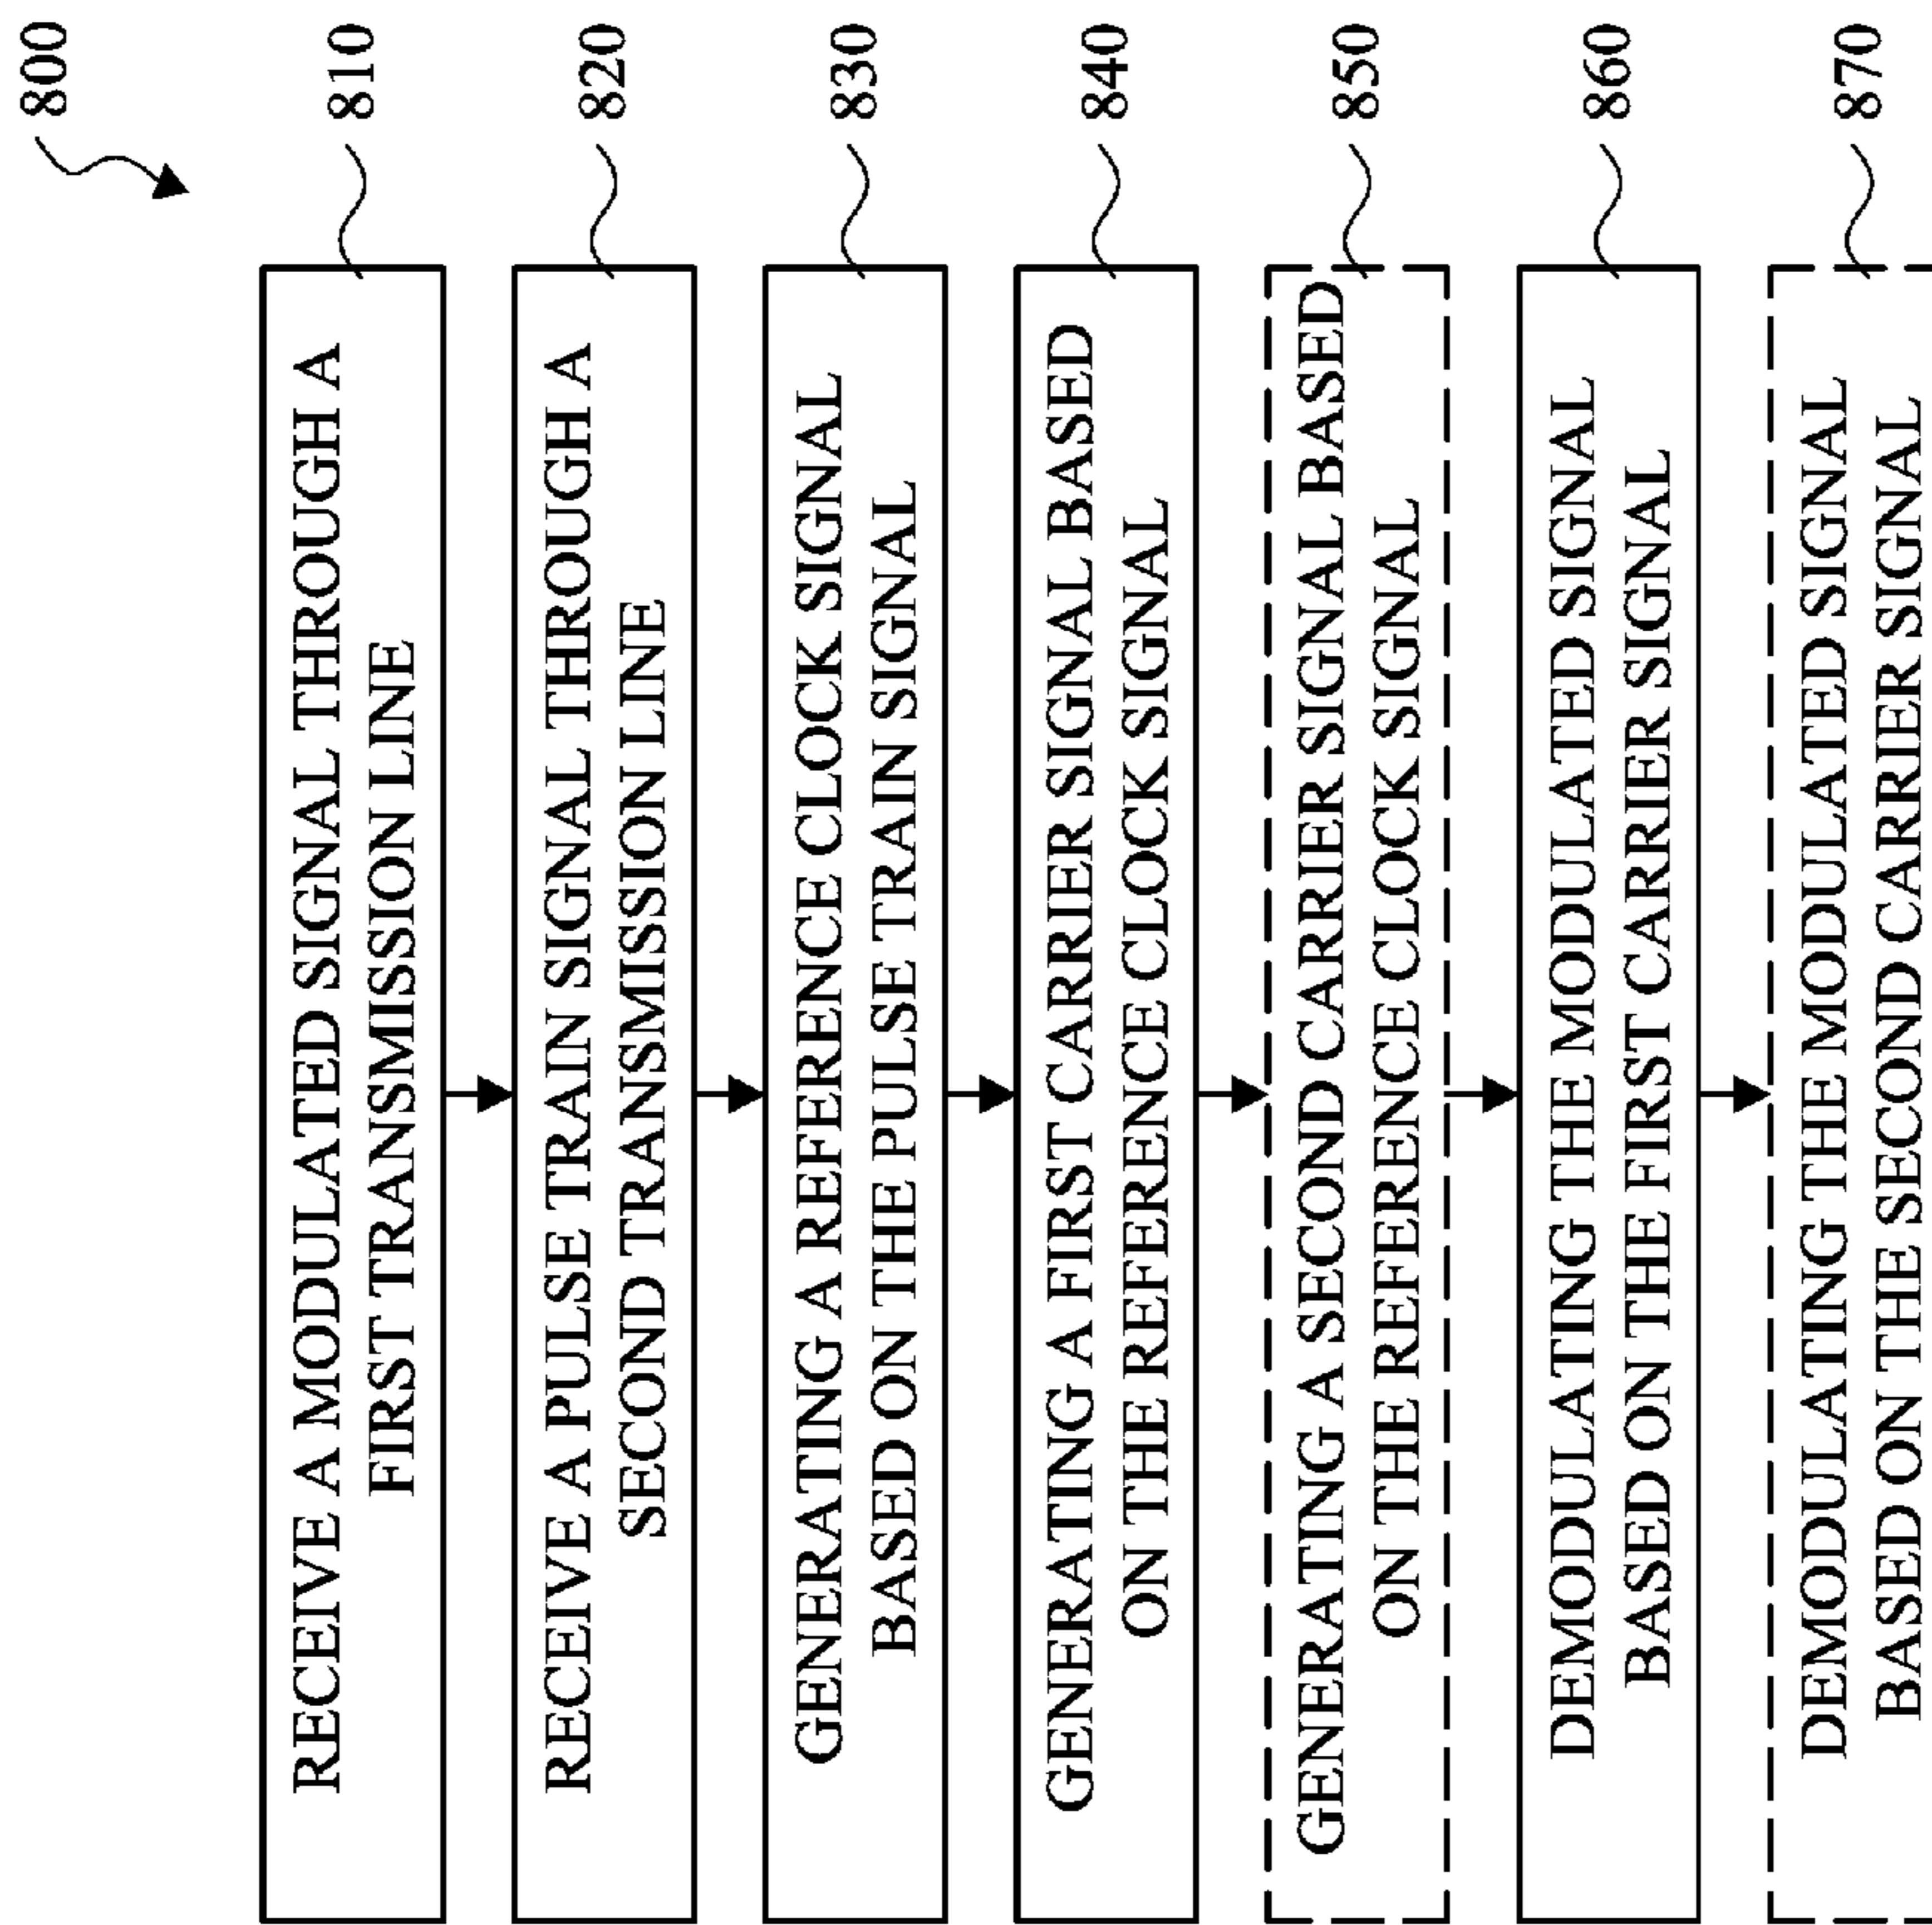 800
RECEIVE A MODULATED SIGNAL THROUGH A
FIRST TRANSMISSION LINE
810
RECEIVE A PULSE TRAIN SIGNAL THROUGH A
SECOND TRANSMISSION LINE
820
GENERATING A REFERENCE CLOCK SIGNAL
BASED ON THE PULSE TRAIN SIGNAL
830
GENERATING A FIRST CARRIER SIGNAL BASED
ON THE REFERENCE CLOCK SIGNAL
840
GENERATING A SECOND CARRIER SIGNAL BASED
ON THE REFERENCE CLOCK SIGNAL
850
DEMODULATING THE MODULATED SIGNAL
BASED ON THE FIRST CARRIER SIGNAL
860
DEMODULATING THE MODULATED SIGNAL
BASED ON THE SECOND CARRIER SIGNAL
870